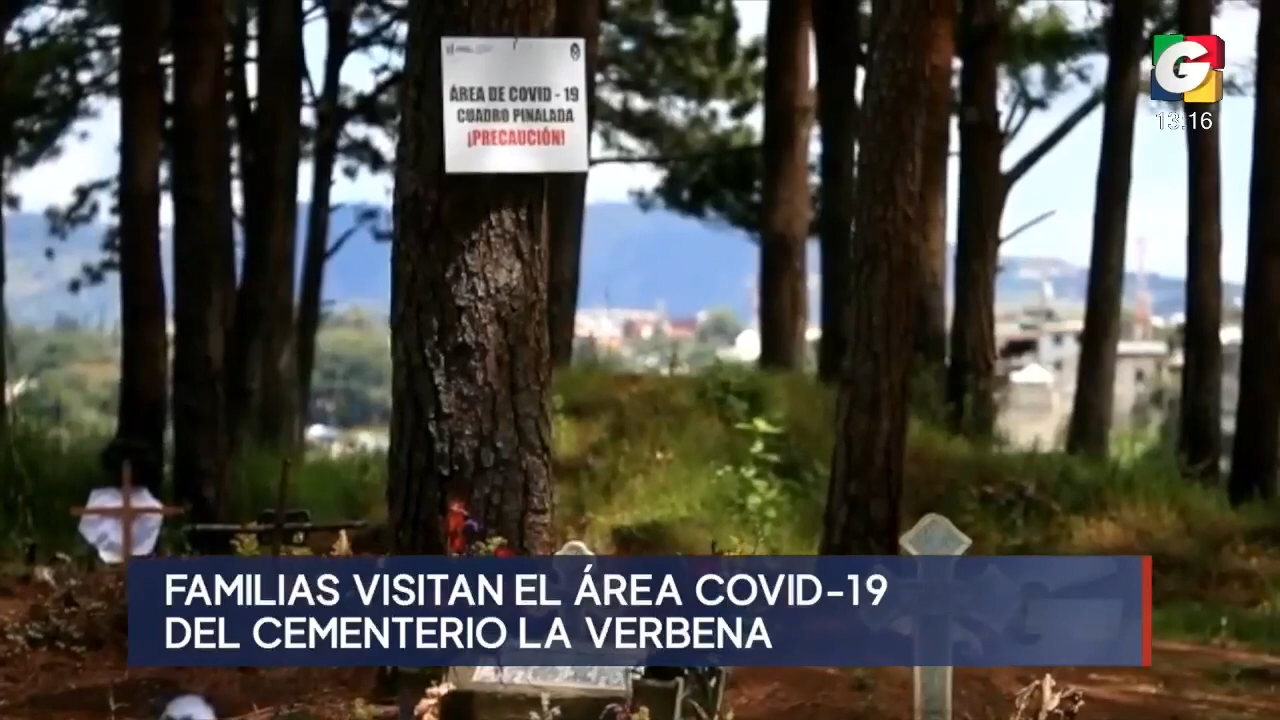 ÁREA DE COVID - 19
CUADRO PINALADA
¡PRECAUCIÓN!
G
13:16
FAMILIAS VISITAN EL ÁREA COVID-19
DEL CEMENTERIO LA VERBENA